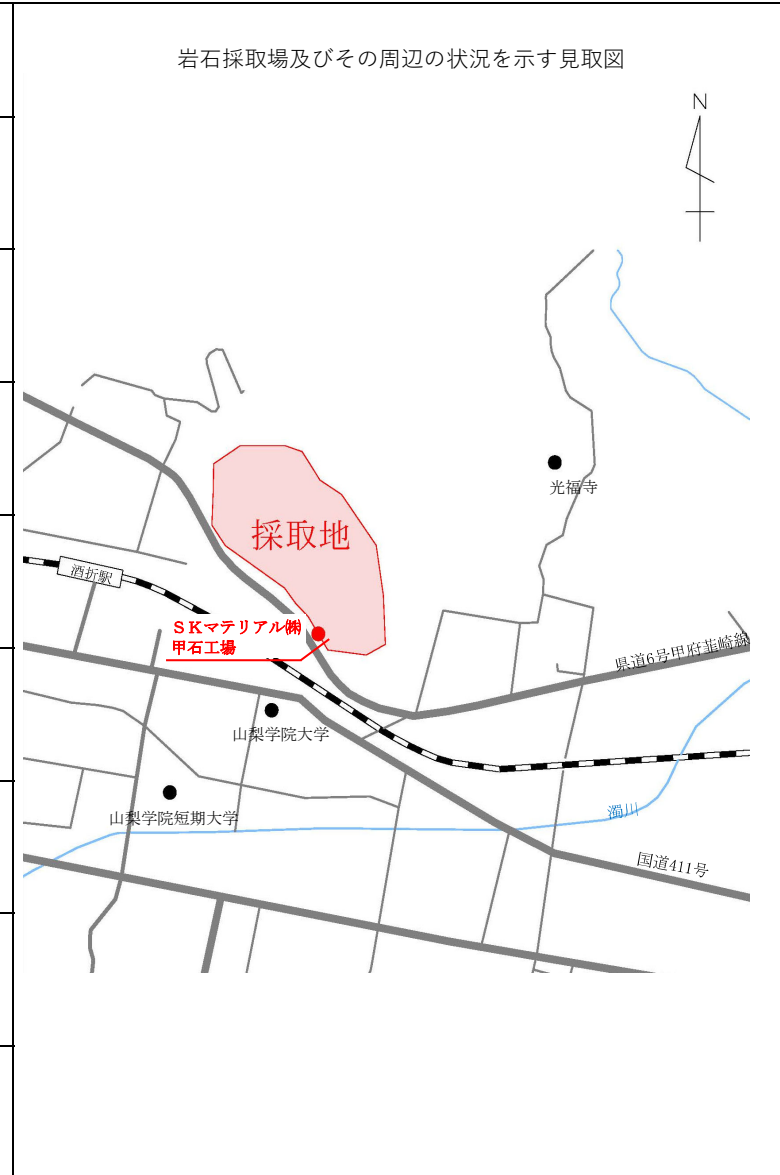 岩石採取場及びその周辺の状況を示す見取図
N
光福寺
採取地
酒折駅
ＳＫマテリアル㈱
甲石工場
県道6号甲府韮崎線
山梨学院大学
山梨学院短期大学
濁川
国道411号